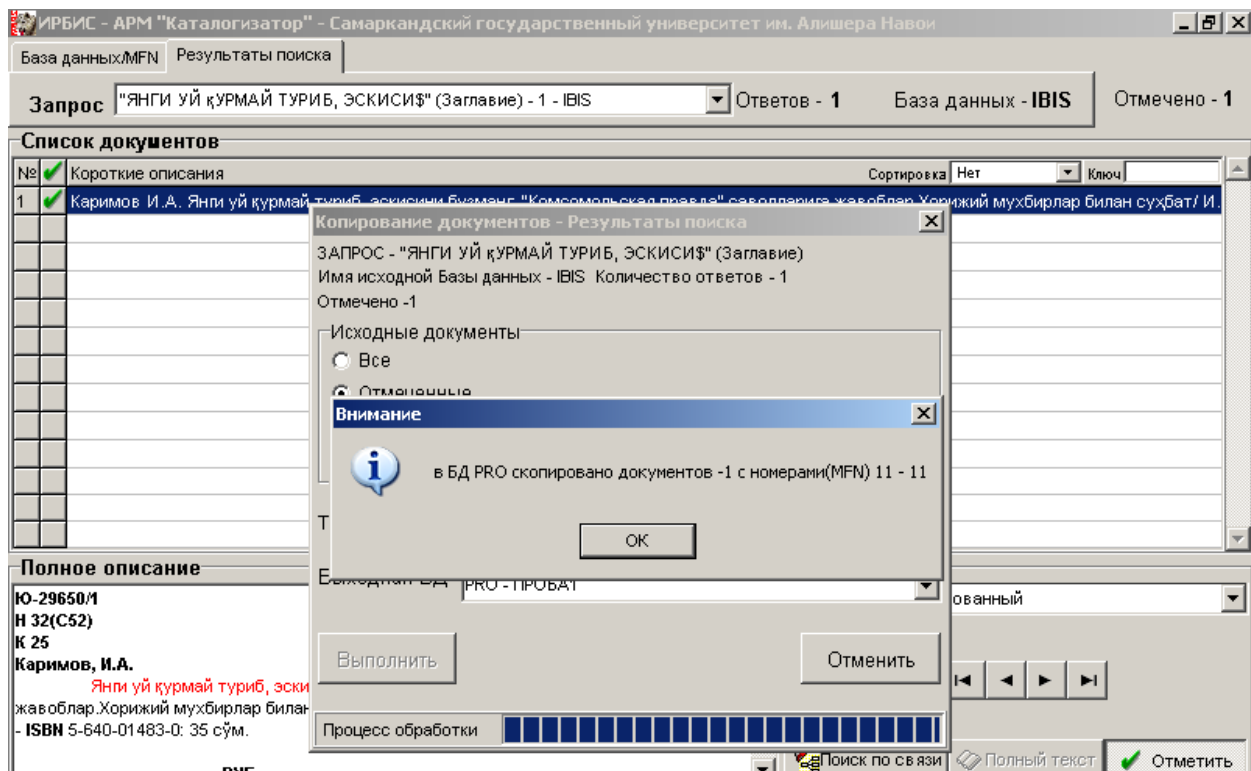 ИРБИС - АРМ "Каталогизатор" - Самаркандский государственный университет им. Алишера Навои
База данных/MFN Результаты поиска
Запрос "ЯНГИ УЙ ҚУРМАЙ ТУРИБ, ЭСКИСИ$" (Заглавие) - 1 - IBIS Ответов - 1 База данных - IBIS Отмечено - 1
Список документов
№ Короткие описания Сортировка Нет Ключ
1 Каримов И.А. Янги уй қурмай туриб, эскисини бузманг. "Комсомольская правда" саволларига жавоблар.Хорижий мухбирлар билан суҳбат/ И.
Копирование документов - Результаты поиска
ЗАПРОС - "ЯНГИ УЙ ҚУРМАЙ ТУРИБ, ЭСКИСИ$" (Заглавие)
Имя исходной Базы данных - IBIS Количество ответов - 1
Отмечено -1
Исходные документы
Все
Отмеченные
Внимание
в БД PRO скопировано документов -1 с номерами(MFN) 11 - 11
OK
Выходная БД PRO - ПРОБА1
Выполнить Отменить
Процесс обработки
Полное описание
Ю-29650/1
Н 32(С52)
К 25
Каримов, И.А.
Янги уй қурмай туриб, эски
жавоблар.Хорижий мухбирлар билан
- ISBN 5-640-01483-0: 35 сўм.
ованный
Поиск по связи Полный текст Отметить